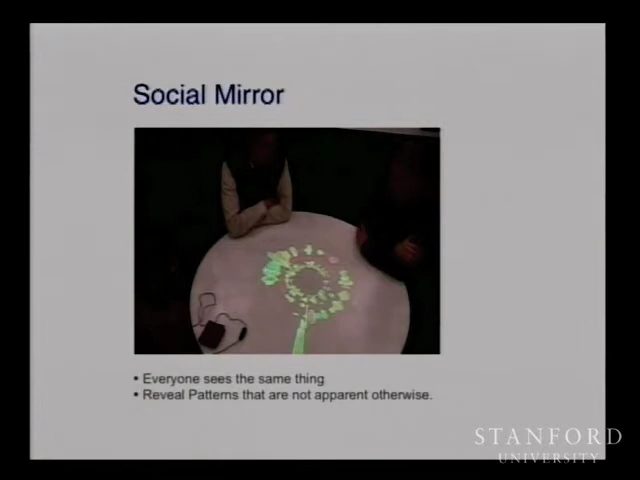 Social Mirror
• Everyone sees the same thing
• Reveal Patterns that are not apparent otherwise.
STANFORD
UNIVERSITY